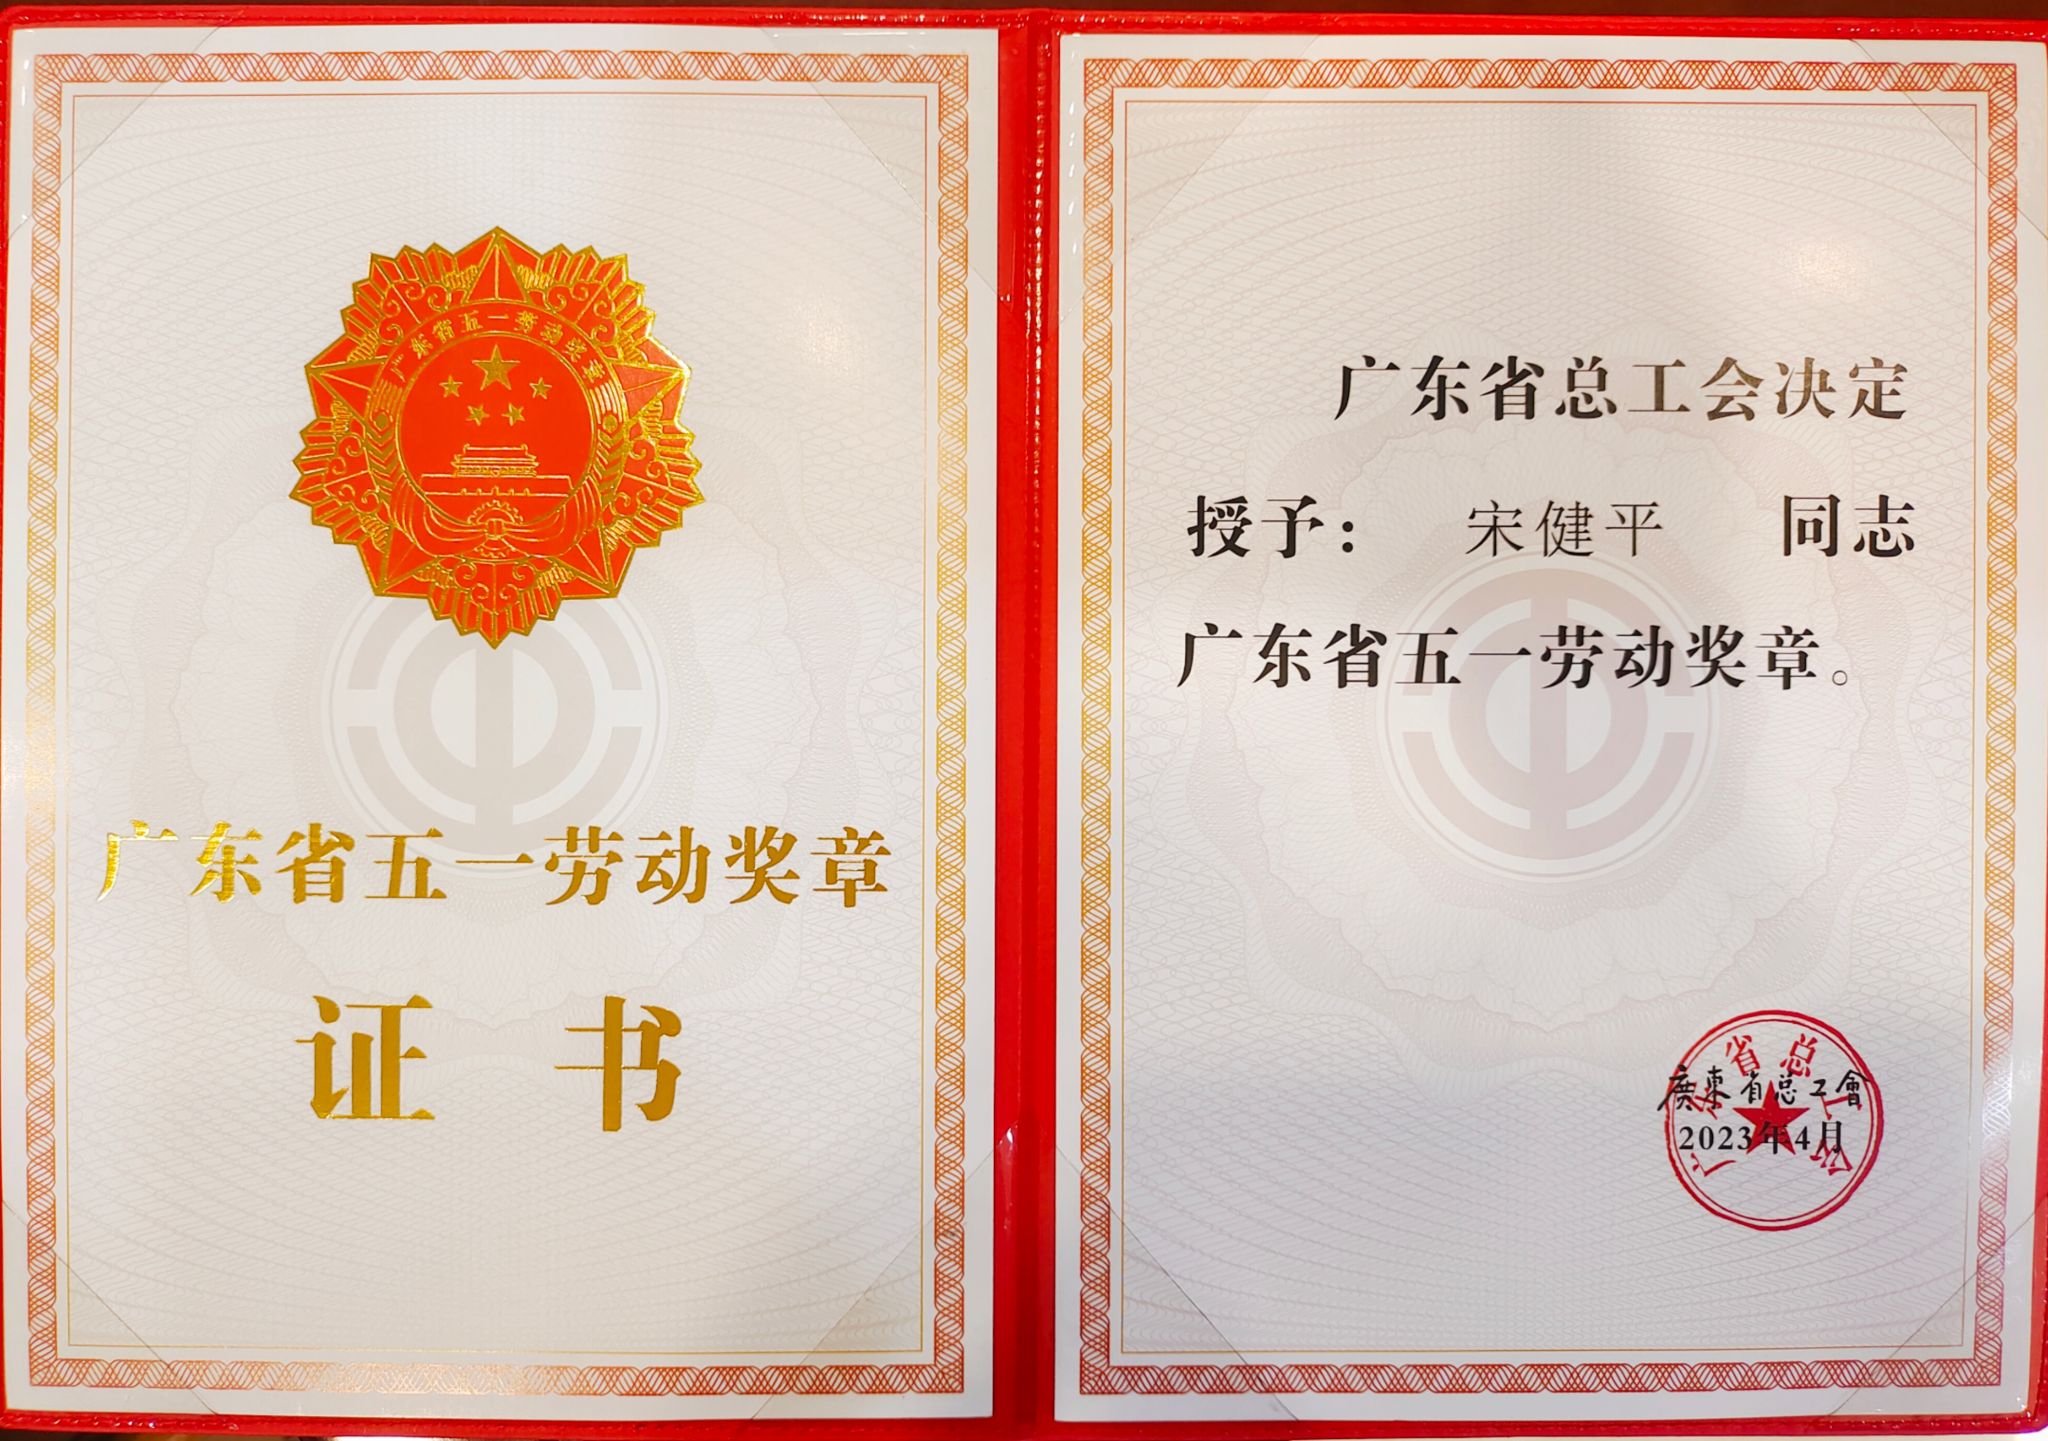 广东省五一劳动奖章
广东省五一劳动奖章
证书
广东省总工会决定
授予： 宋健平 同志
广东省五一劳动奖章。
广东省总工会
廣東省总工會
2023年4月